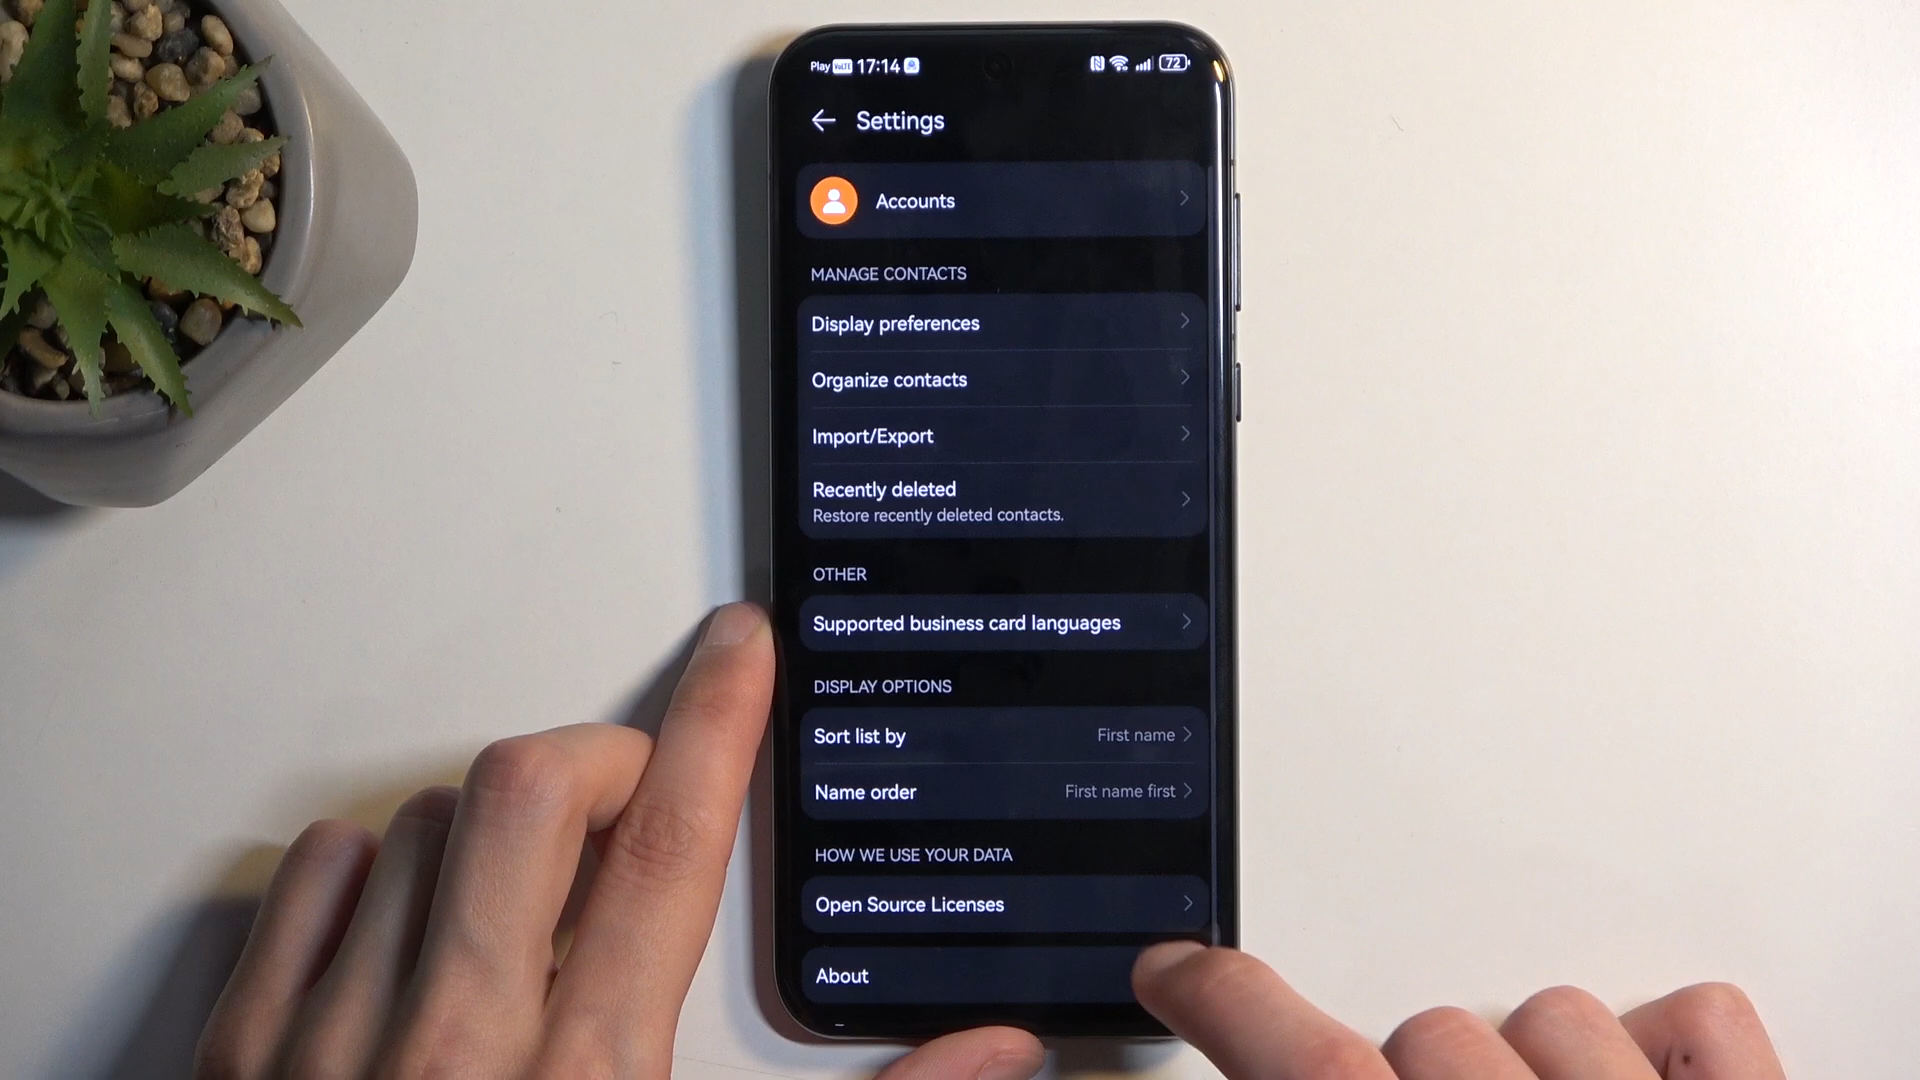 Play VoLTE 17:14 72
Settings
Accounts
MANAGE CONTACTS
Display preferences
Organize contacts
Import/Export
Recently deleted
Restore recently deleted contacts.
OTHER
Supported business card languages
DISPLAY OPTIONS
Sort list by First name
Name order First name first
HOW WE USE YOUR DATA
Open Source Licenses
About